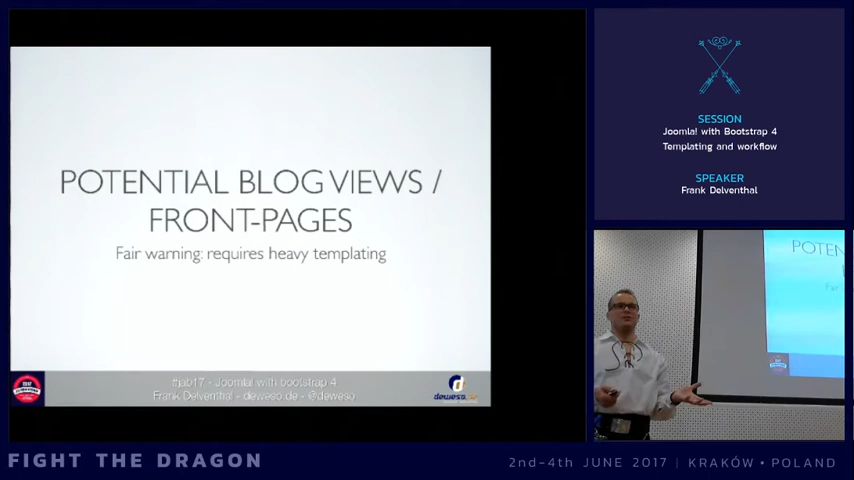 POTENTIAL BLOG VIEWS /
FRONT-PAGES
Fair warning: requires heavy templating
#jab17 - Joomla! with bootstrap 4
Frank Delventhal - deweso.de - @deweso
deweso.de
SESSION
Joomla! with Bootstrap 4
Templating and workflow
SPEAKER
Frank Delventhal
POTEN
Fair
FIGHT THE DRAGON
2nd-4th JUNE 2017 | KRAKÓW • POLAND